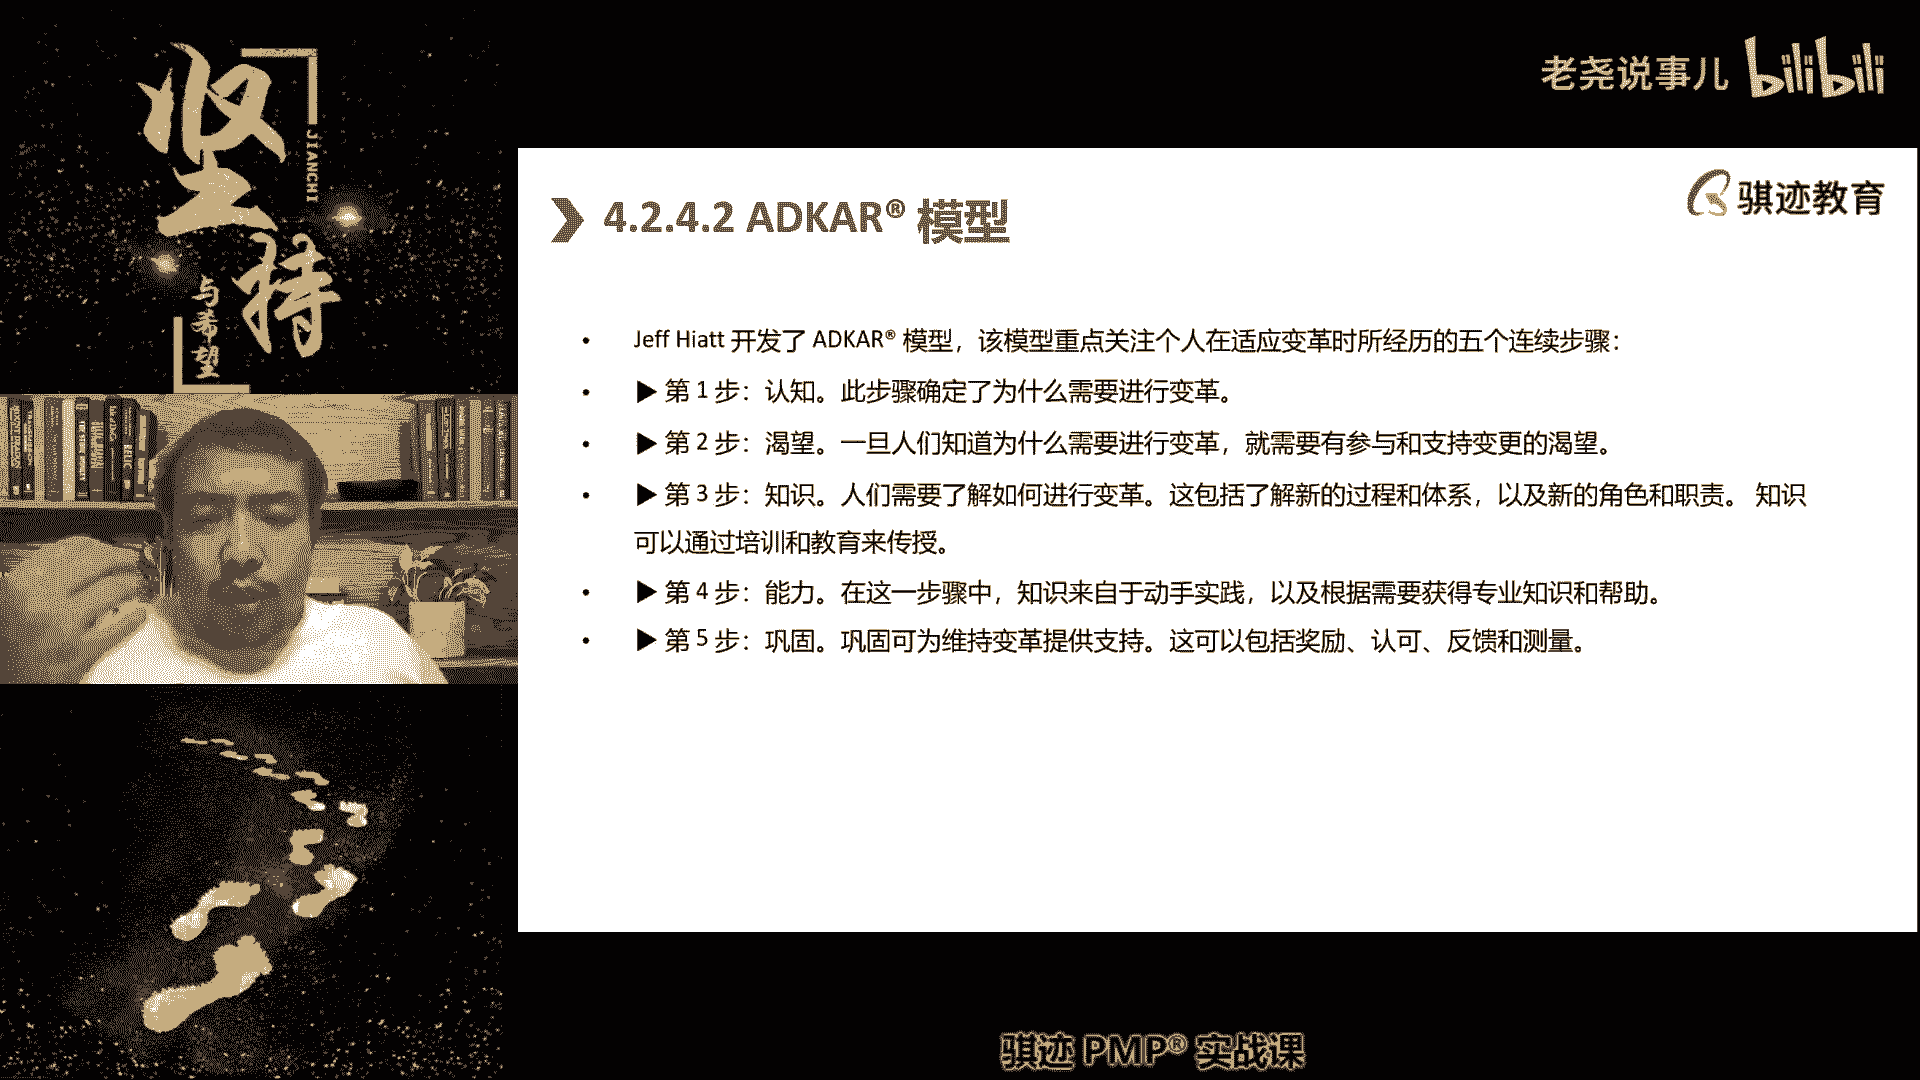 坚持
JIANCHI
与希望
老尧说事儿 bilibili
骐迹教育
4.2.4.2 ADKAR® 模型
• Jeff Hiatt 开发了 ADKAR® 模型，该模型重点关注个人在适应变革时所经历的五个连续步骤：
• ▶ 第 1 步：认知。此步骤确定了为什么需要进行变革。
• ▶ 第 2 步：渴望。一旦人们知道为什么需要进行变革，就需要有参与和支持变更的渴望。
• ▶ 第 3 步：知识。人们需要了解如何进行变革。这包括了解新的过程和体系，以及新的角色和职责。 知识
可以通过培训和教育来传授。
• ▶ 第 4 步：能力。在这一步骤中，知识来自于动手实践，以及根据需要获得专业知识和帮助。
• ▶ 第 5 步：巩固。巩固可为维持变革提供支持。这可以包括奖励、认可、反馈和测量。
骐迹 PMP® 实战课